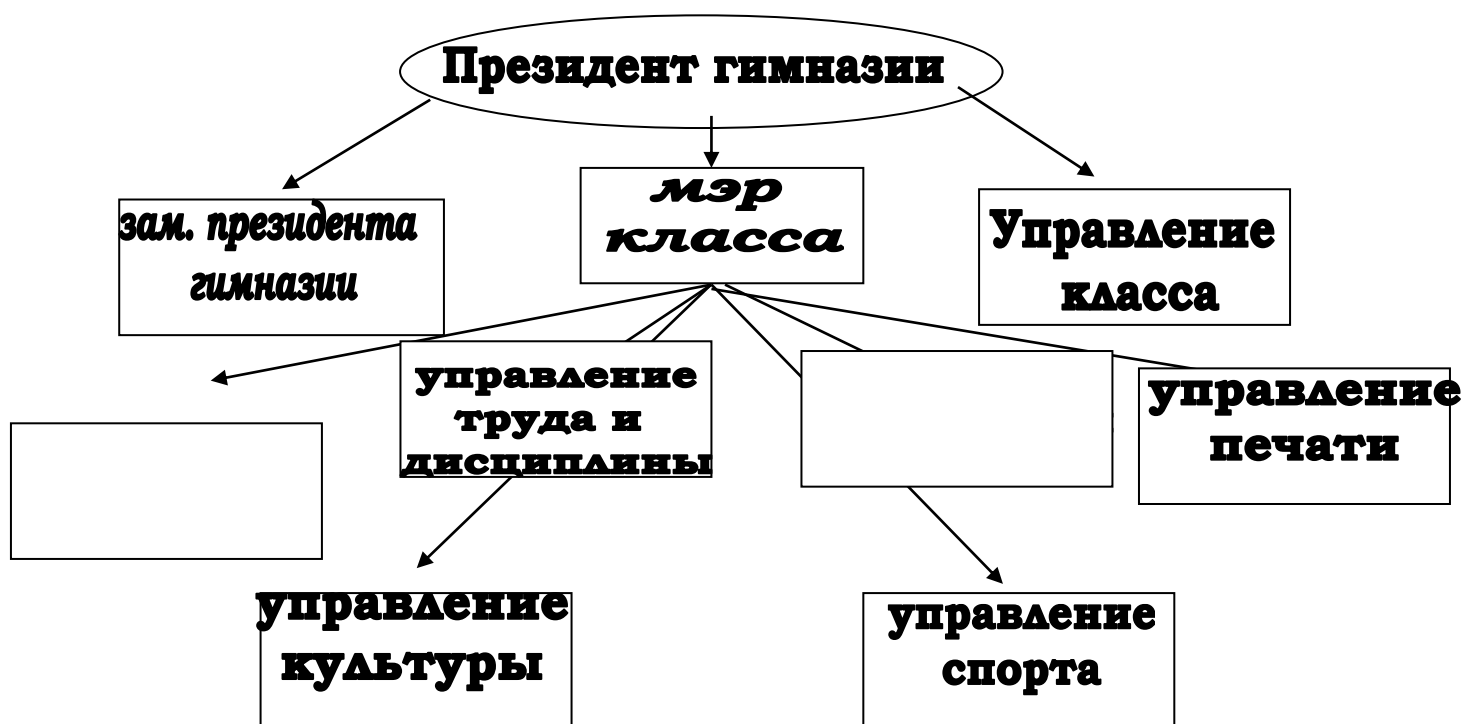 Президент гимназии
зам. президента
гимназии
мэр
класса
Управление
класса
управление
труда и
дисциплины
управление
печати
управление
культуры
управление
спорта